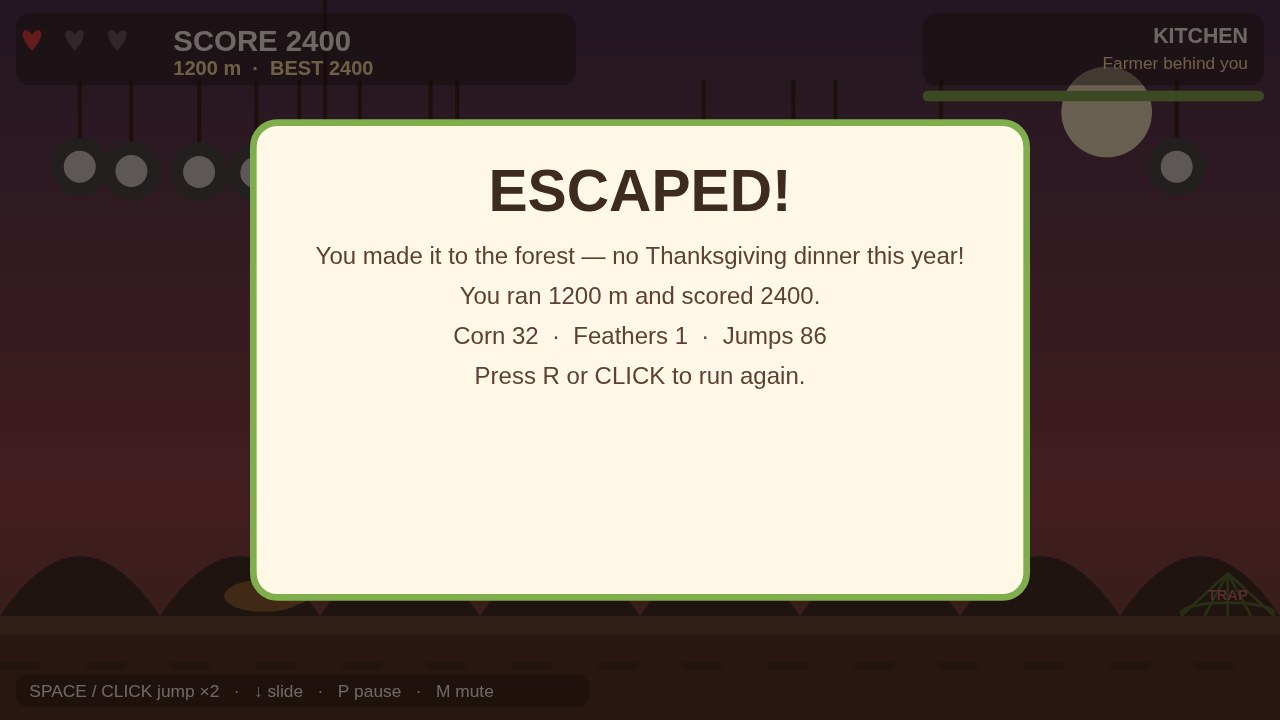 SCORE 2400
1200 m · BEST 2400
KITCHEN
Farmer behind you
ESCAPED!
You made it to the forest — no Thanksgiving dinner this year!
You ran 1200 m and scored 2400.
Corn 32 · Feathers 1 · Jumps 86
Press R or CLICK to run again.
TRAP
SPACE / CLICK jump ×2 · ↓ slide · P pause · M mute